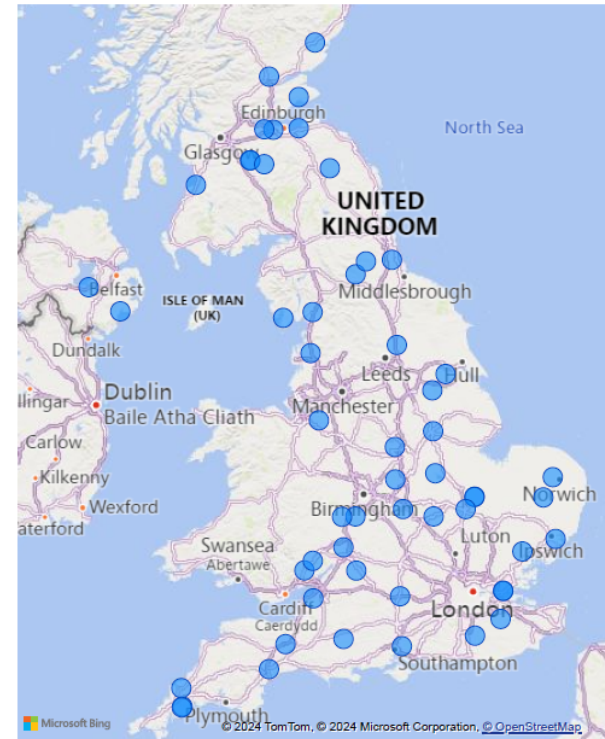 North Sea
Edinburgh
Glasgow
UNITED
KINGDOM
Belfast
ISLE OF MAN
(UK)
Middlesbrough
Dundalk
Leeds
Hull
llingar
Dublin
Baile Atha Cliath
Manchester
Carlow
Kilkenny
Wexford
aterford
Norwich
Birmingham
Swansea
Abertawe
Luton
Ipswich
Cardiff
Caerdydd
London
Southampton
Plymouth
Microsoft Bing
© 2024 TomTom, © 2024 Microsoft Corporation, © OpenStreetMap